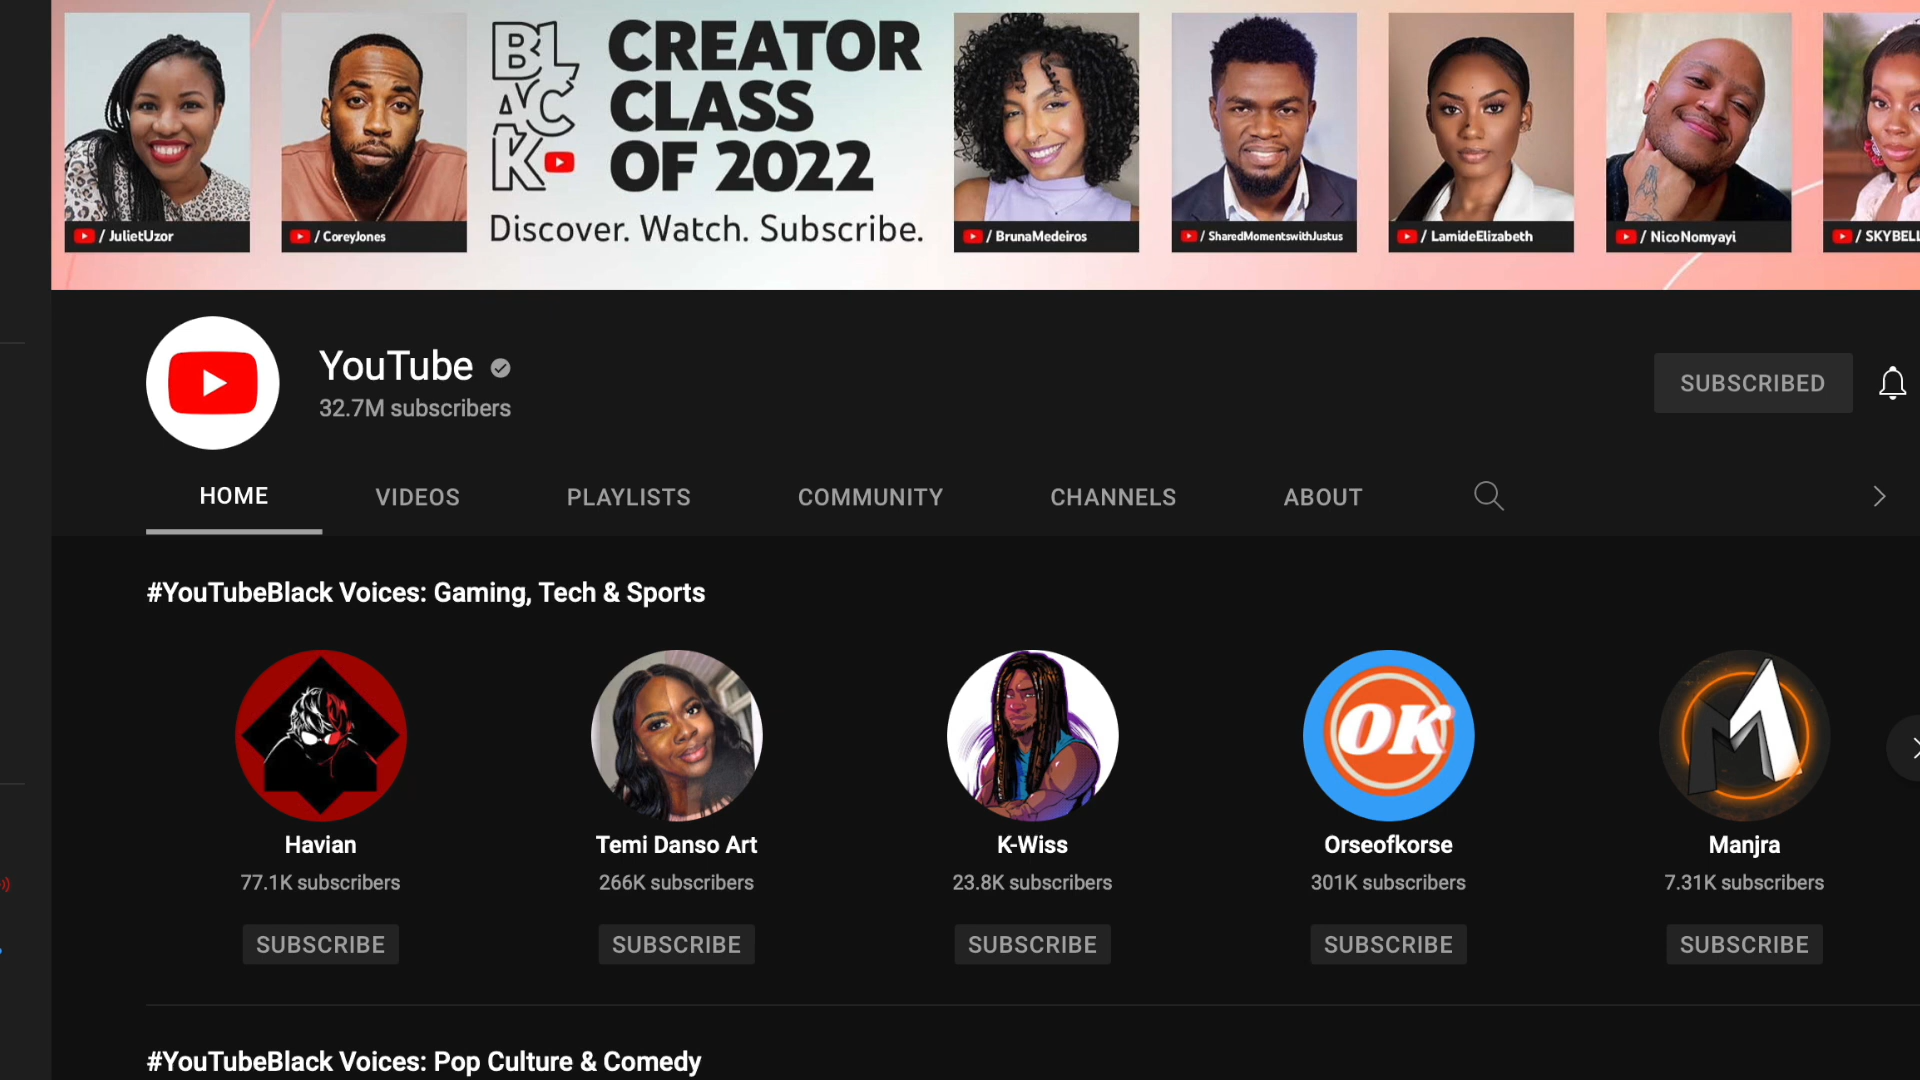 BLACK
CREATOR
CLASS
OF 2022
Discover. Watch. Subscribe.
/ JulietUzor
/ CoreyJones
/ BrunaMedeiros
/ SharedMomentswithJustus
/ LamideElizabeth
/ NicoNomyayi
/ SKYBELL
YouTube
32.7M subscribers
SUBSCRIBED
HOME VIDEOS PLAYLISTS COMMUNITY CHANNELS ABOUT
#YouTubeBlack Voices: Gaming, Tech & Sports
OK
M
Havian Temi Danso Art K-Wiss Orseofkorse Manjra
77.1K subscribers 266K subscribers 23.8K subscribers 301K subscribers 7.31K subscribers
SUBSCRIBE SUBSCRIBE SUBSCRIBE SUBSCRIBE SUBSCRIBE
#YouTubeBlack Voices: Pop Culture & Comedy